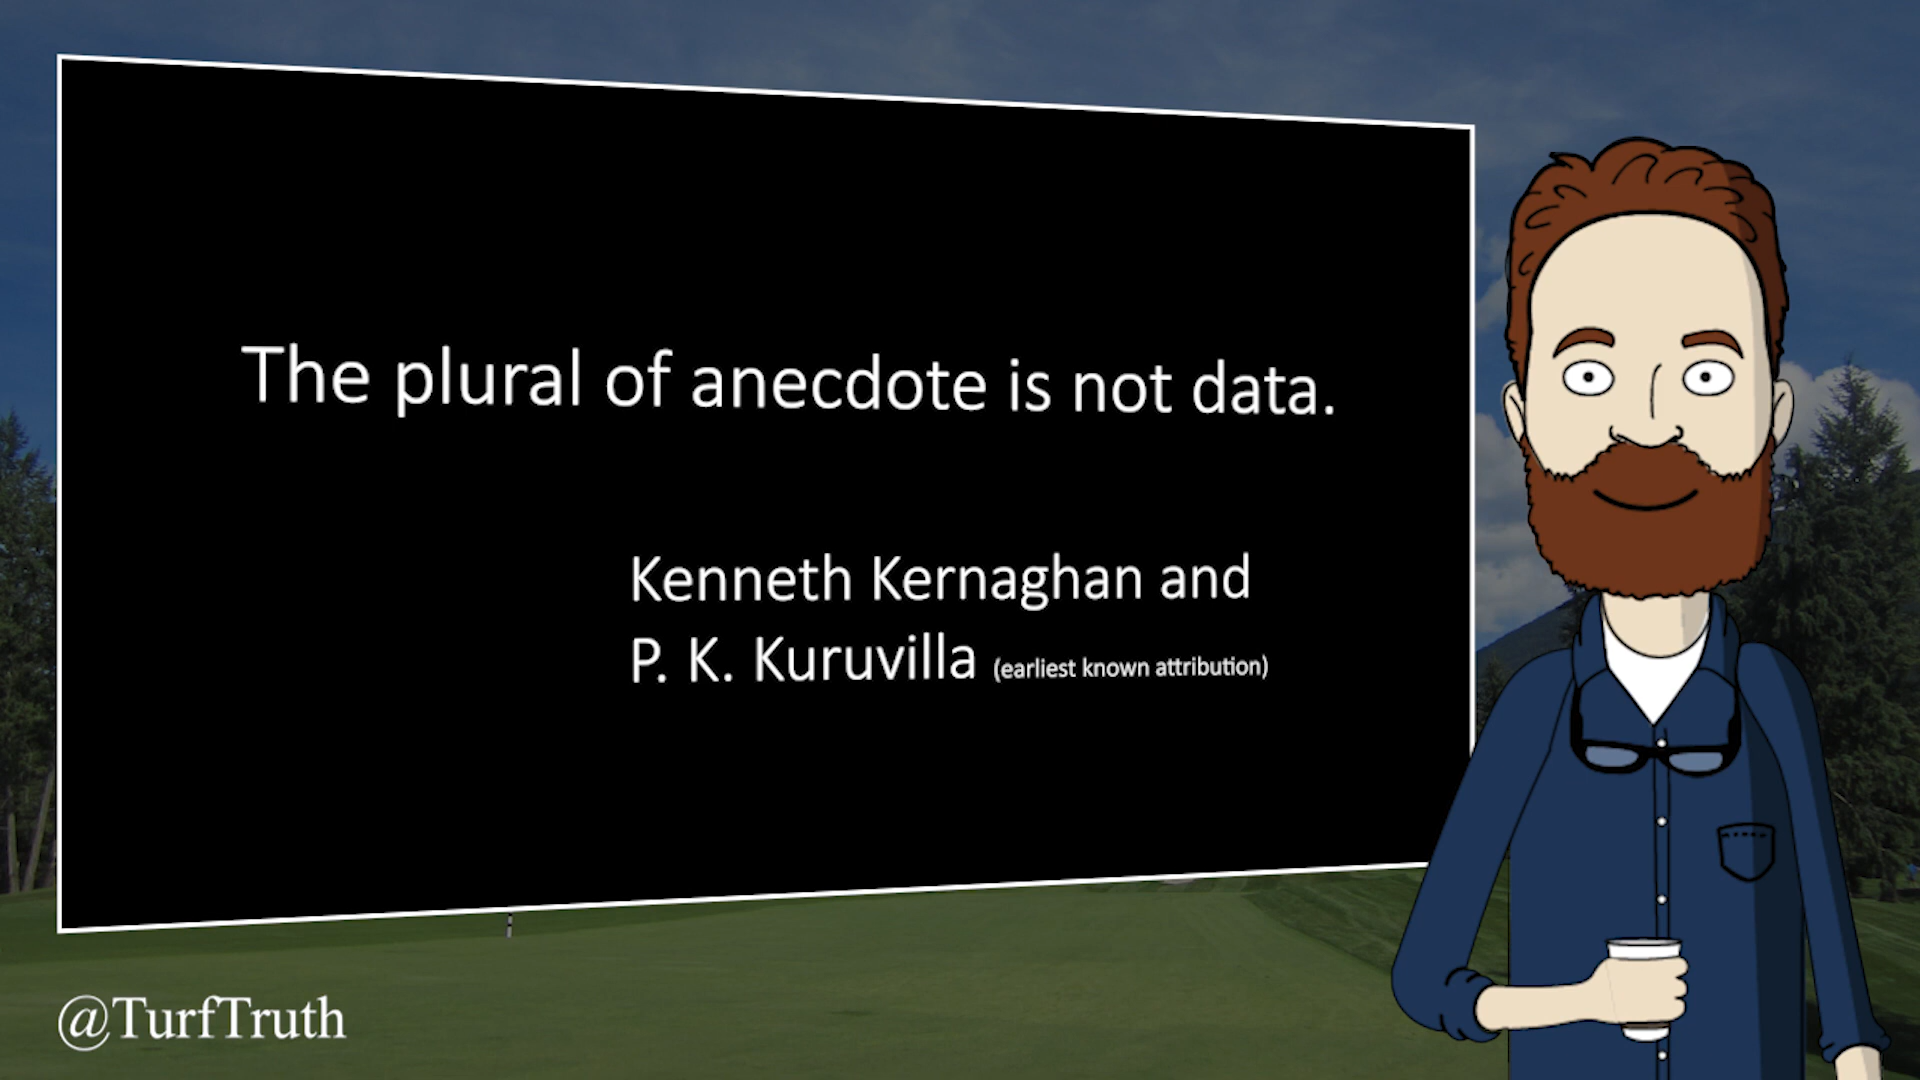 The plural of anecdote is not data.
Kenneth Kernaghan and
P. K. Kuruvilla (earliest known attribution)
@TurfTruth